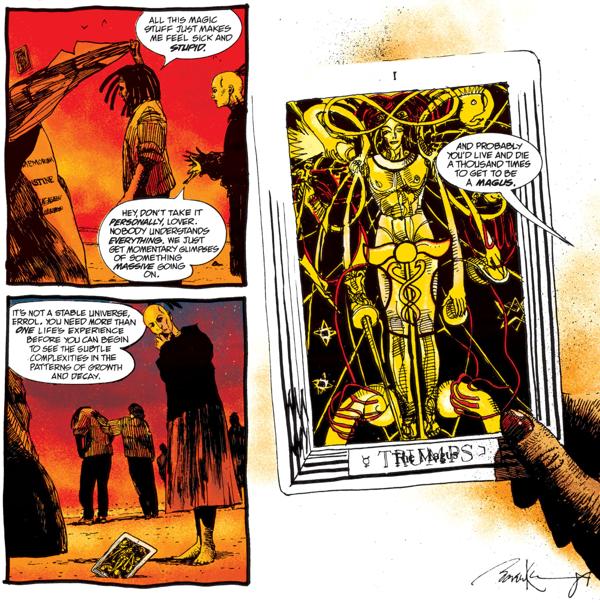 ALL THIS MAGIC
STUFF JUST MAKES
ME FEEL SICK AND
STUPID.
HEY, DON'T TAKE IT
PERSONALLY, LOVER.
NOBODY UNDERSTANDS
EVERYTHING. WE JUST
GET MOMENTARY GLIMPSES
OF SOMETHING
MASSIVE GOING
ON.
IT'S NOT A STABLE UNIVERSE,
ERROL. YOU NEED MORE THAN
ONE LIFE'S EXPERIENCE
BEFORE YOU CAN BEGIN
TO SEE THE SUBTLE
COMPLEXITIES IN THE
PATTERNS OF GROWTH
AND DECAY.
I
AND PROBABLY
YOU'D LIVE AND DIE
A THOUSAND TIMES
TO GET TO BE
A MAGUS.
☿ TRUMPS
The Magus